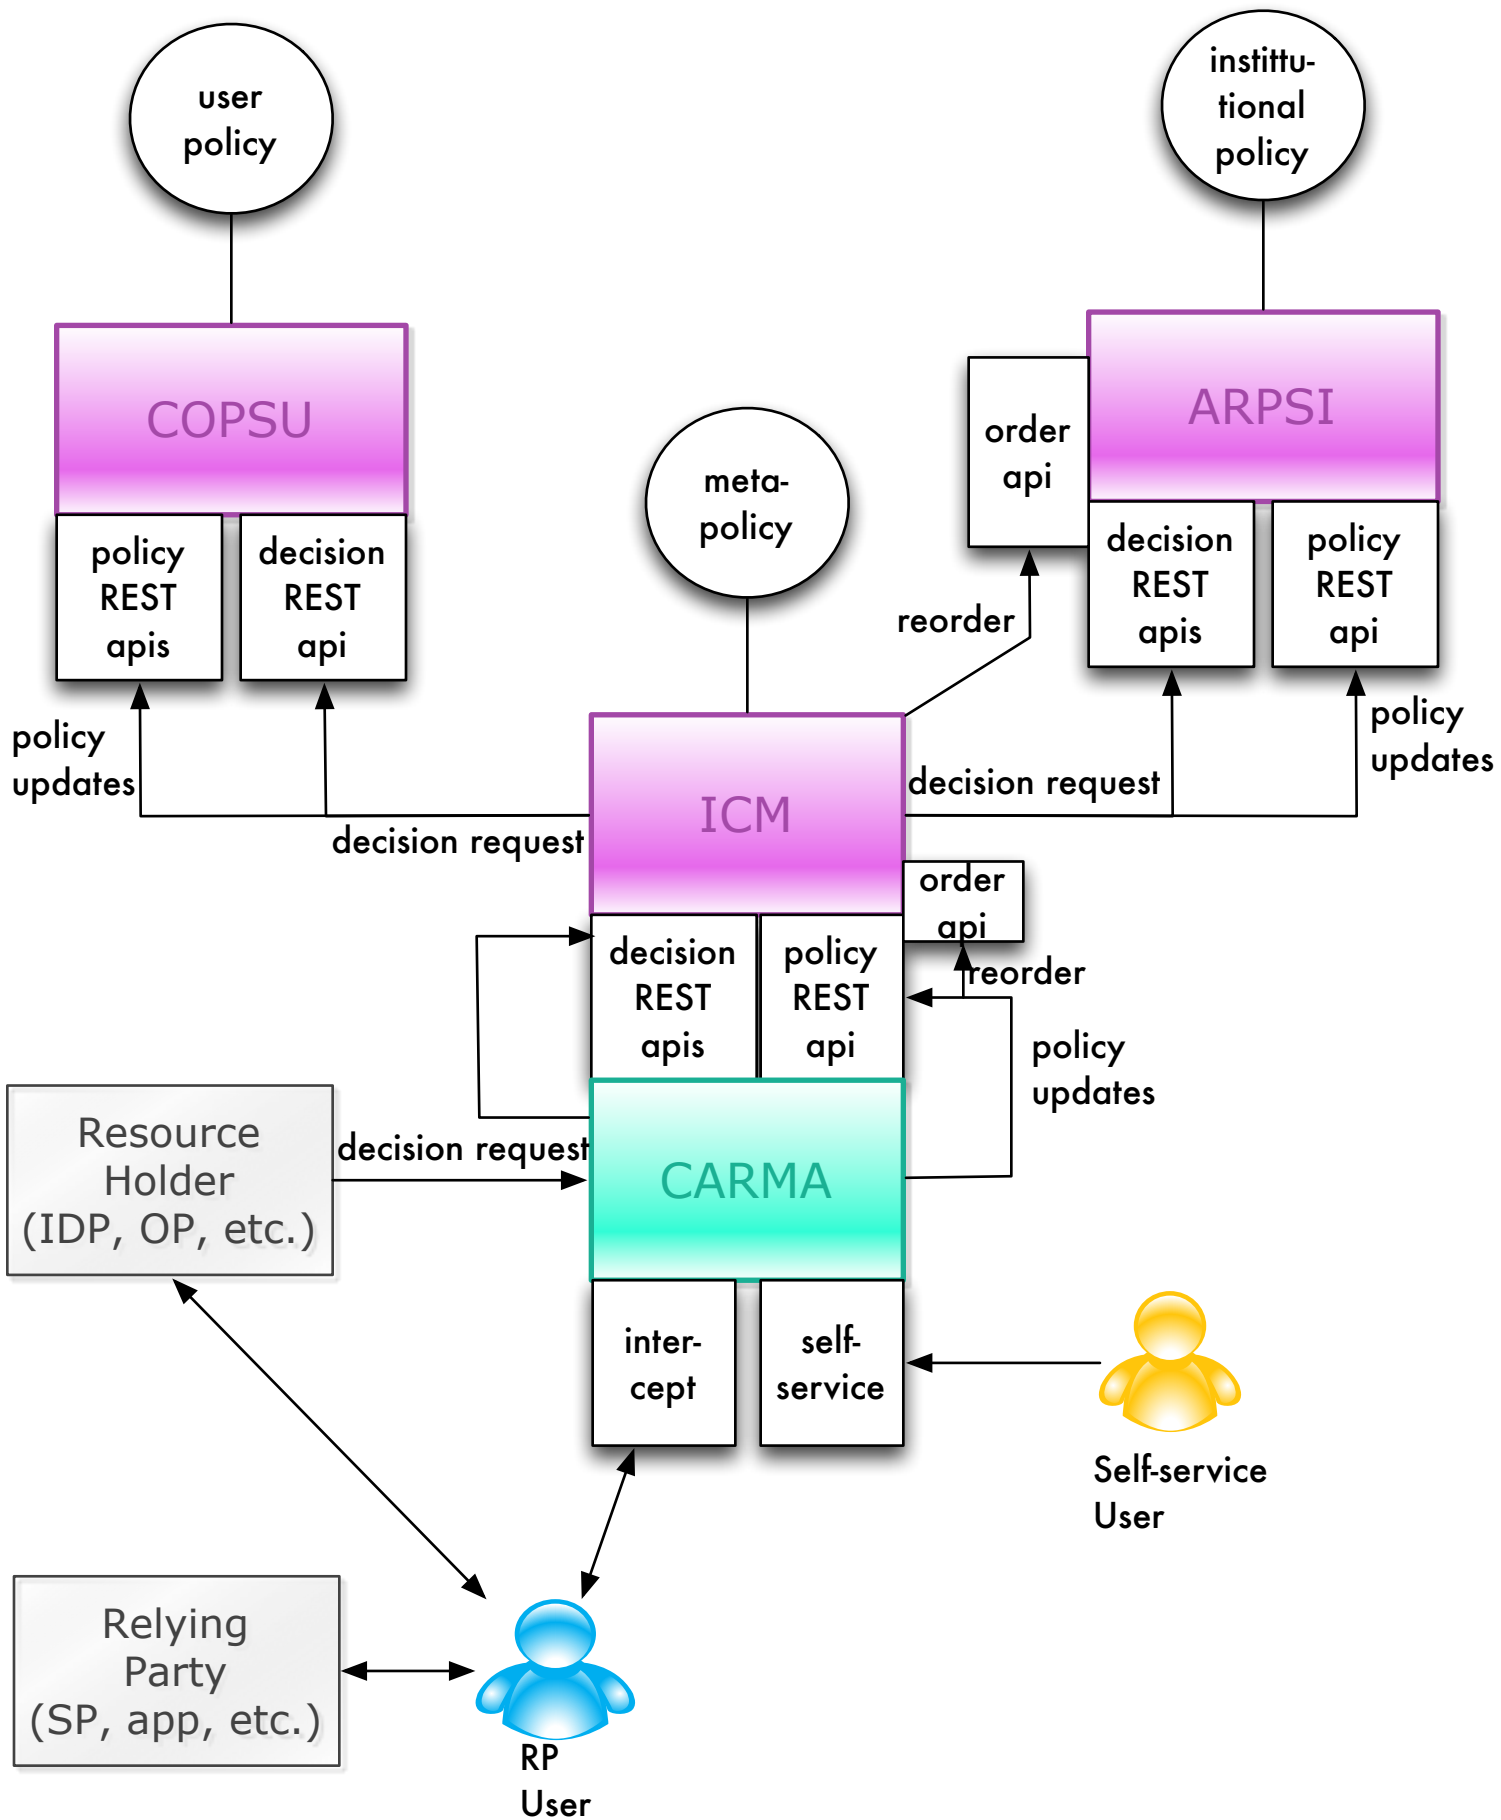 user
policy
instittu-
tional
policy
COPSU
ARPSI
order
api
meta-
policy
policy
REST
apis
decision
REST
api
decision
REST
apis
policy
REST
api
reorder
policy
updates
policy
updates
decision request
ICM
decision request
order
api
decision
REST
apis
policy
REST
api
reorder
policy
updates
Resource
Holder
(IDP, OP, etc.)
decision request
CARMA
inter-
cept
self-
service
Self-service
User
Relying
Party
(SP, app, etc.)
RP
User